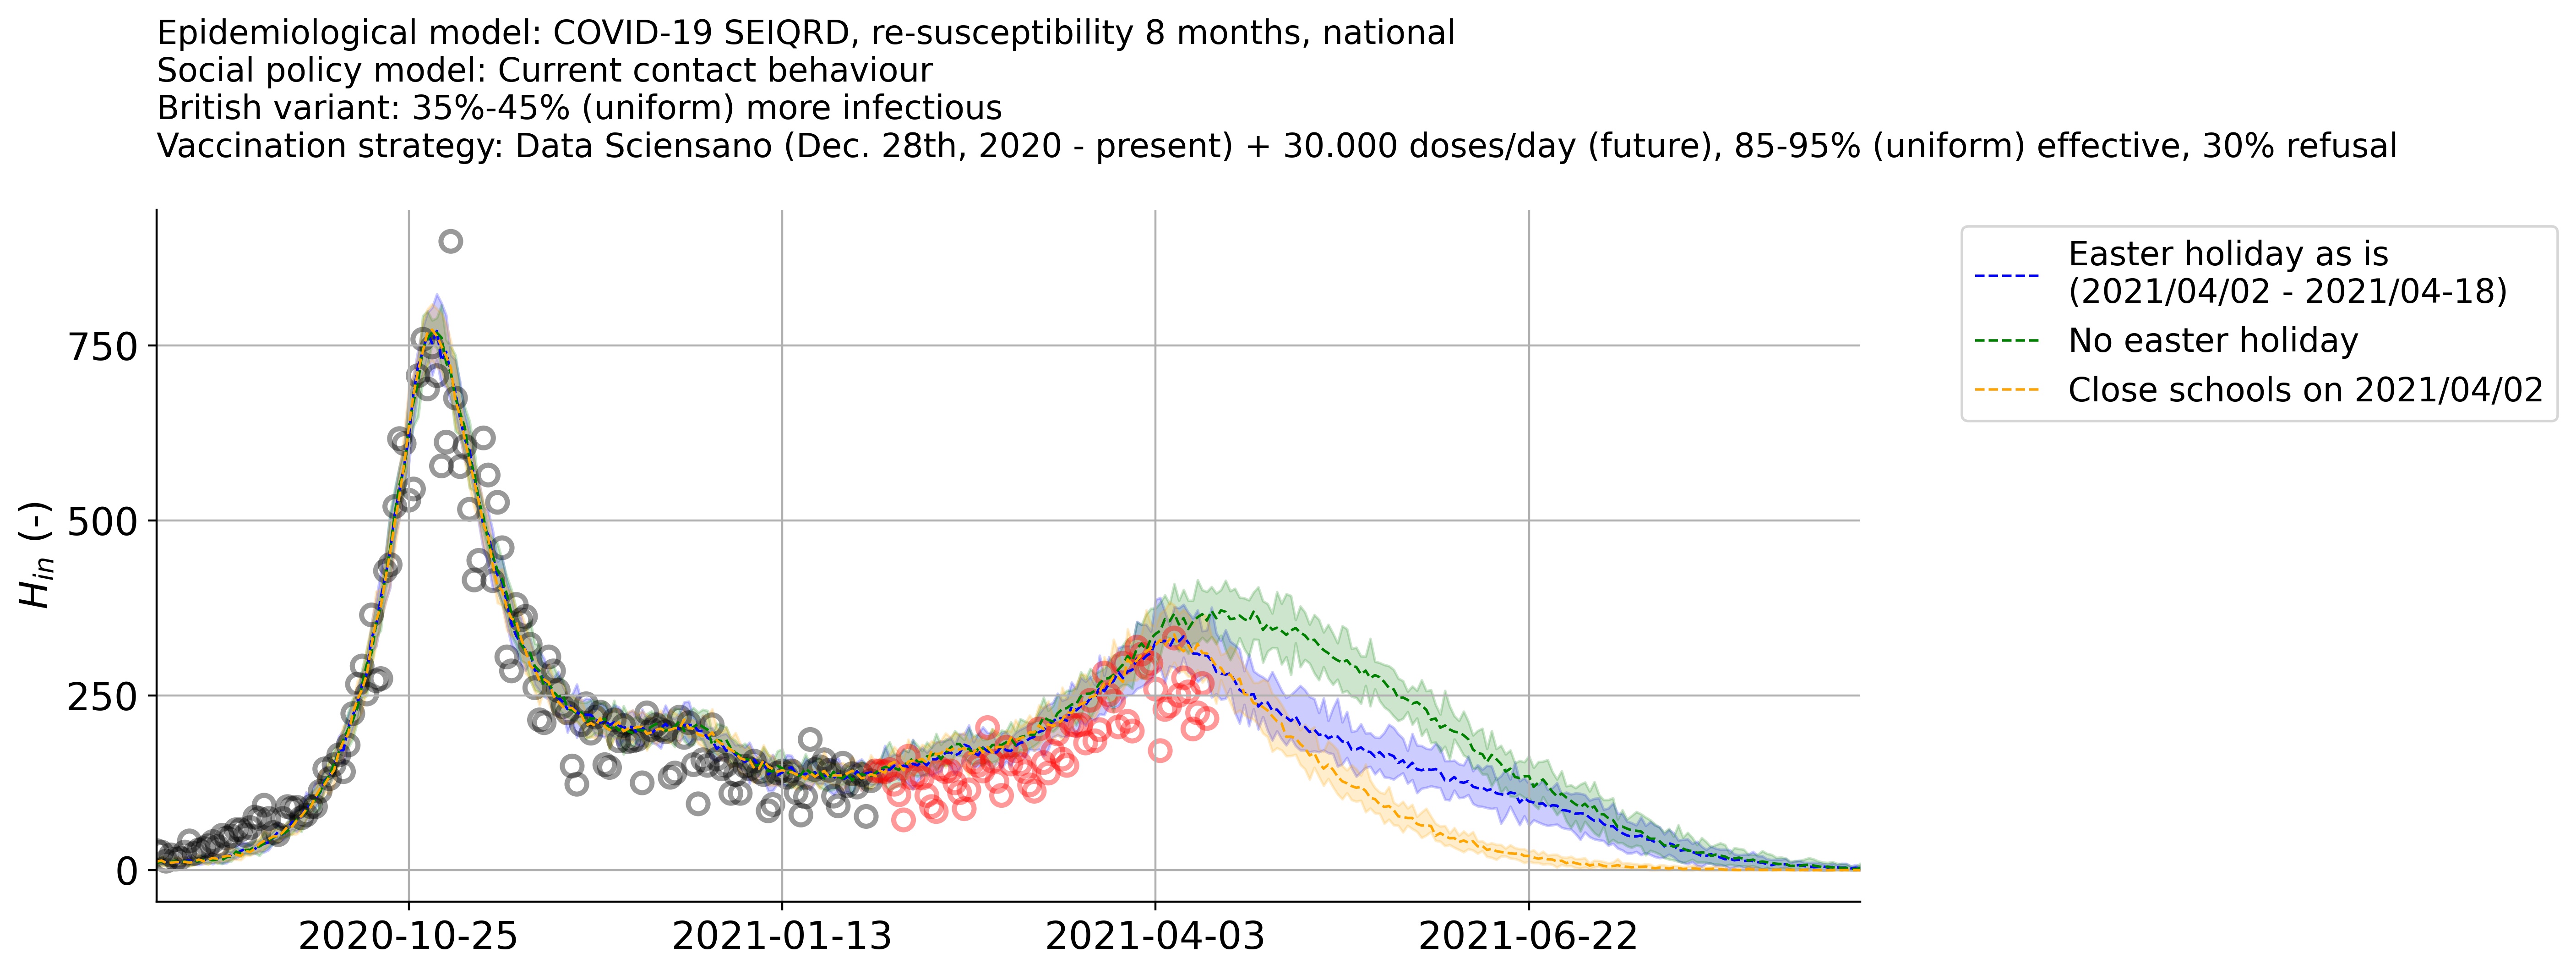 Epidemiological model: COVID-19 SEIQRD, re-susceptibility 8 months, national
Social policy model: Current contact behaviour
British variant: 35%-45% (uniform) more infectious
Vaccination strategy: Data Sciensano (Dec. 28th, 2020 - present) + 30.000 doses/day (future), 85-95% (uniform) effective, 30% refusal
Easter holiday as is
(2021/04/02 - 2021/04-18)
No easter holiday
Close schools on 2021/04/02
750
500
250
0
H_in (-)
2020-10-25
2021-01-13
2021-04-03
2021-06-22